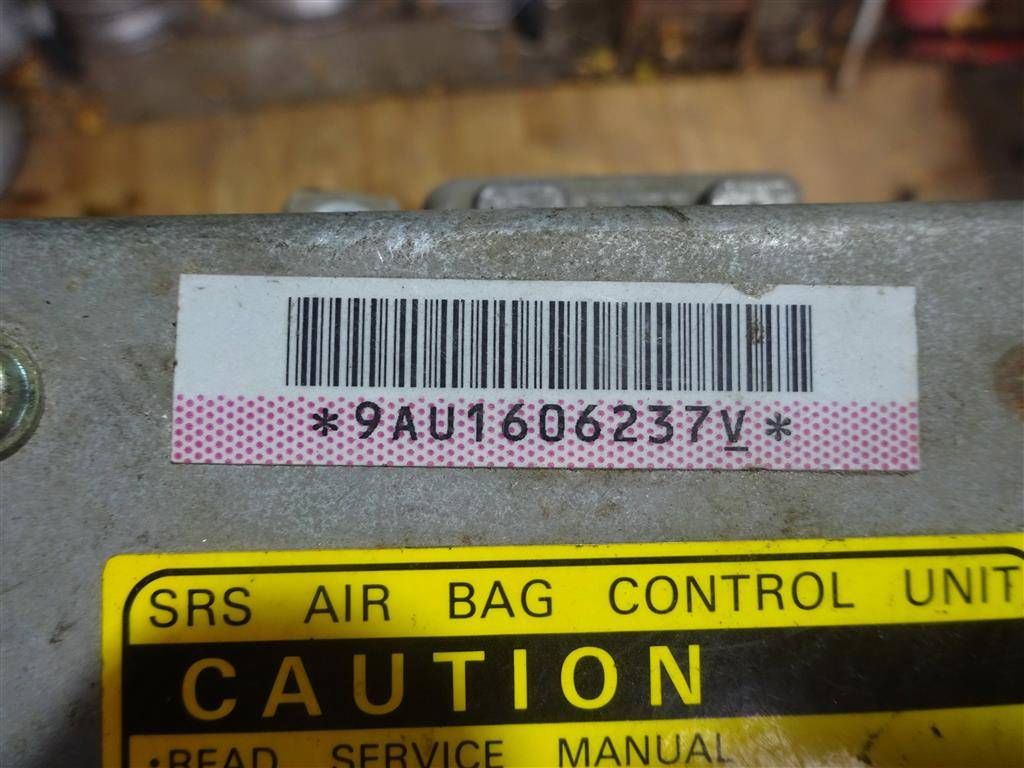 *9AU1606237V*
SRS AIR BAG CONTROL UNIT
CAUTION
•READ SERVICE MANUAL